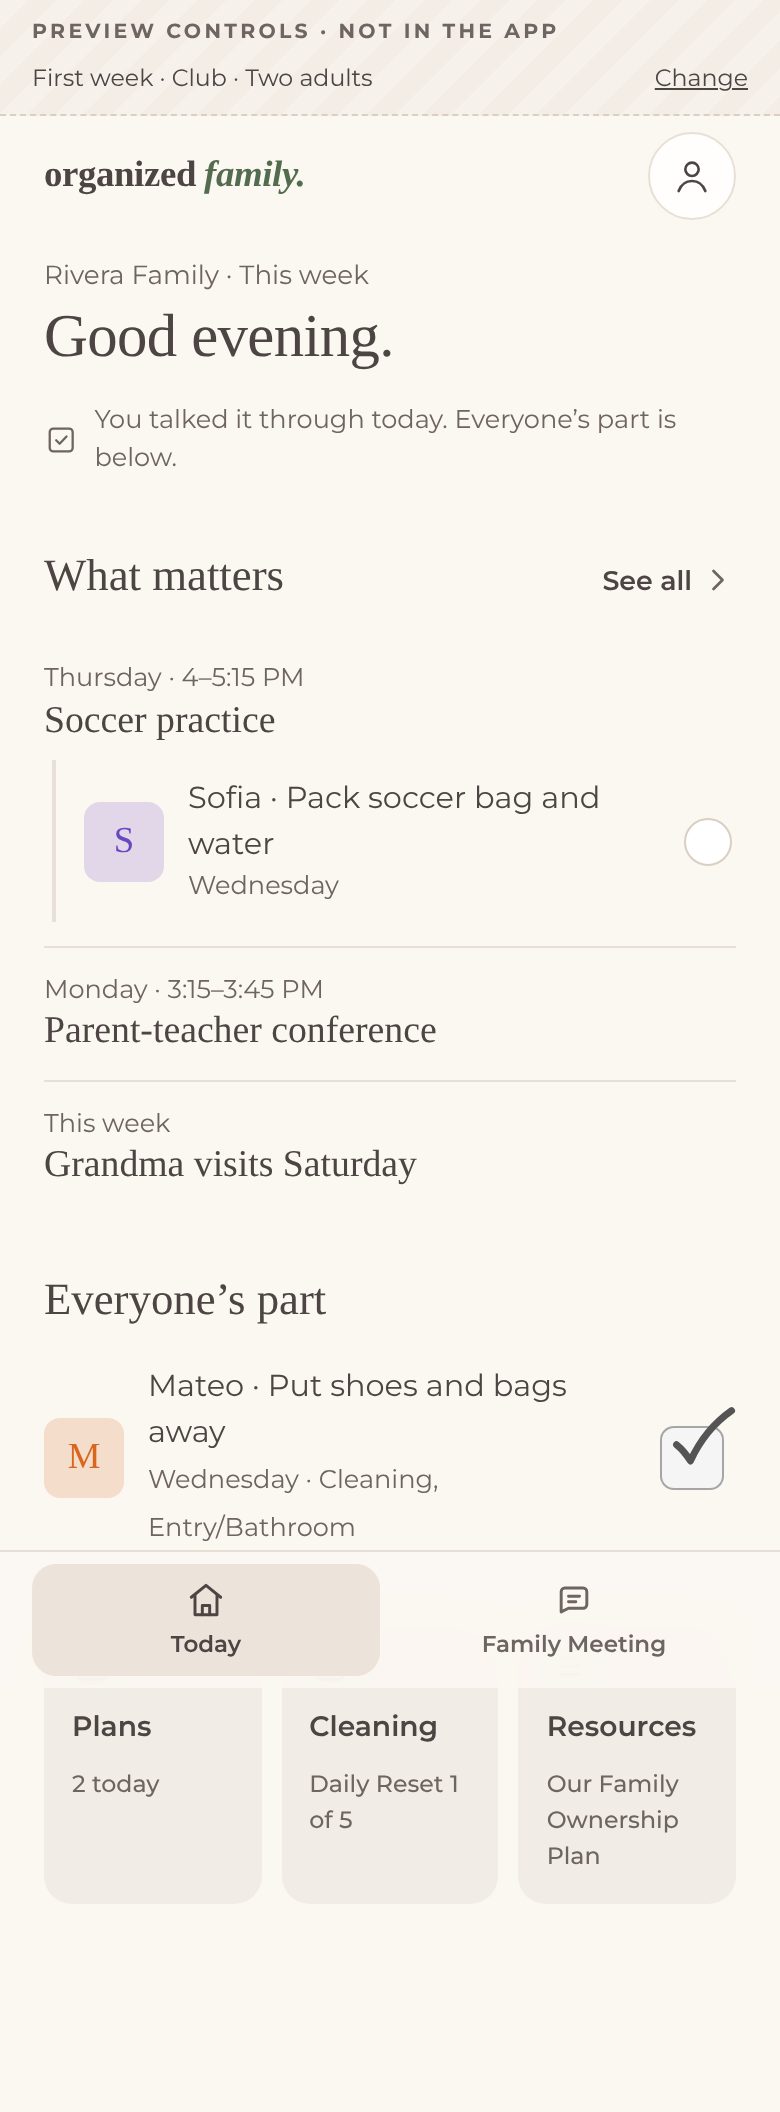 PREVIEW CONTROLS · NOT IN THE APP
First week · Club · Two adults
Change
organized family.
Rivera Family · This week
Good evening.
You talked it through today. Everyone’s part is
below.
What matters
See all
Thursday · 4–5:15 PM
Soccer practice
S
Sofia · Pack soccer bag and
water
Wednesday
Monday · 3:15–3:45 PM
Parent-teacher conference
This week
Grandma visits Saturday
Everyone’s part
M
Mateo · Put shoes and bags
away
Wednesday · Cleaning,
Entry/Bathroom
Today
Family Meeting
Plans
2 today
Cleaning
Daily Reset 1
of 5
Resources
Our Family
Ownership
Plan